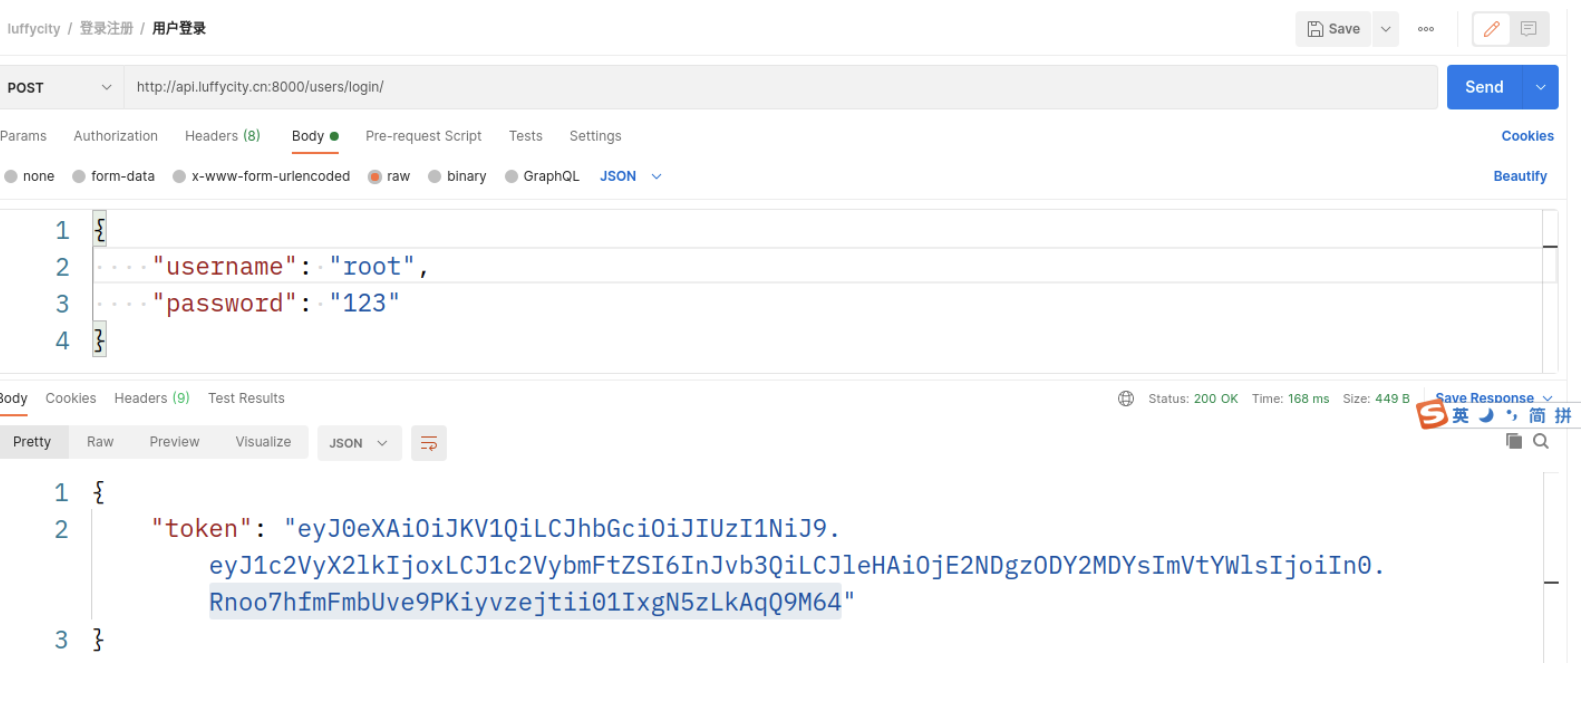 luffycity / 登录注册 / 用户登录
Save
POST http://api.luffycity.cn:8000/users/login/ Send
Params Authorization Headers (8) Body Pre-request Script Tests Settings Cookies
none form-data x-www-form-urlencoded raw binary GraphQL JSON Beautify
1 {
2 "username": "root",
3 "password": "123"
4 }
Body Cookies Headers (9) Test Results Status: 200 OK Time: 168 ms Size: 449 B Save Response
英 简 拼
Pretty Raw Preview Visualize JSON
1 {
2 "token": "eyJ0eXAiOiJKV1QiLCJhbGciOiJIUzI1NiJ9.
eyJ1c2VyX2lkIjoxLCJ1c2VybmFtZSI6InJvb3QiLCJleHAiOjE2NDgzODY2MDYsImVtYWlsIjoiIn0.
Rnoo7hfmFmbUve9PKiyvzejtii01IxgN5zLkAqQ9M64"
3 }